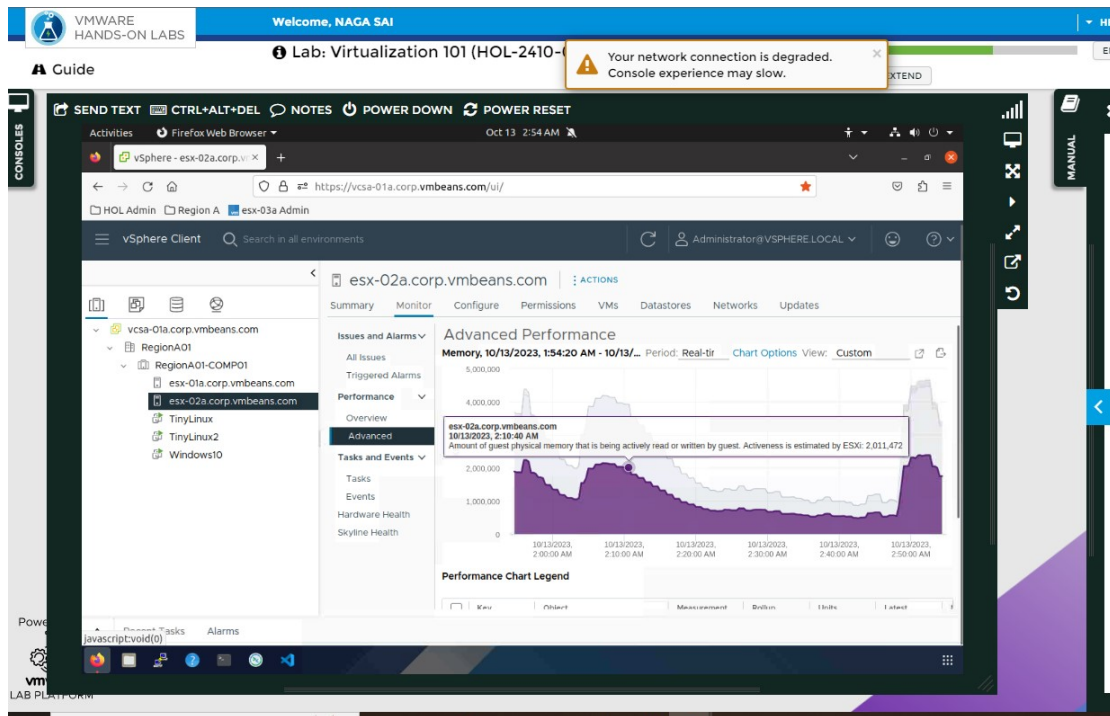 VMWARE
HANDS-ON LABS
Welcome, NAGA SAI
Lab: Virtualization 101 (HOL-2410-
Your network connection is degraded.
Console experience may slow.
Guide
EXTEND
SEND TEXT CTRL+ALT+DEL NOTES POWER DOWN POWER RESET
CONSOLES
MANUAL
Activities Firefox Web Browser Oct 13 2:54 AM
vSphere - esx-02a.corp.v
https://vcsa-01a.corp.vmbeans.com/ui/
HOL Admin Region A esx-03a Admin
vSphere Client Search in all environments Administrator@VSPHERE.LOCAL
esx-02a.corp.vmbeans.com ACTIONS
Summary Monitor Configure Permissions VMs Datastores Networks Updates
vcsa-01a.corp.vmbeans.com
RegionA01
RegionA01-COMP01
esx-01a.corp.vmbeans.com
esx-02a.corp.vmbeans.com
TinyLinux
TinyLinux2
Windows10
Issues and Alarms
All Issues
Triggered Alarms
Performance
Overview
Advanced
Tasks and Events
Tasks
Events
Hardware Health
Skyline Health
Advanced Performance
Memory, 10/13/2023, 1:54:20 AM - 10/13/... Period: Real-tir Chart Options View: Custom
5,000,000
4,000,000
esx-02a.corp.vmbeans.com
10/13/2023, 2:10:40 AM
Amount of guest physical memory that is being actively read or written by guest. Activeness is estimated by ESXi: 2,011,472
2,000,000
1,000,000
0
10/13/2023, 10/13/2023, 10/13/2023, 10/13/2023, 10/13/2023, 10/13/2023,
2:00:00 AM 2:10:00 AM 2:20:00 AM 2:30:00 AM 2:40:00 AM 2:50:00 AM
Performance Chart Legend
Key Object Measurement Rollup Units Latest
Recent Tasks Alarms
javascript:void(0)
Powe
vm
LAB PLATFORM